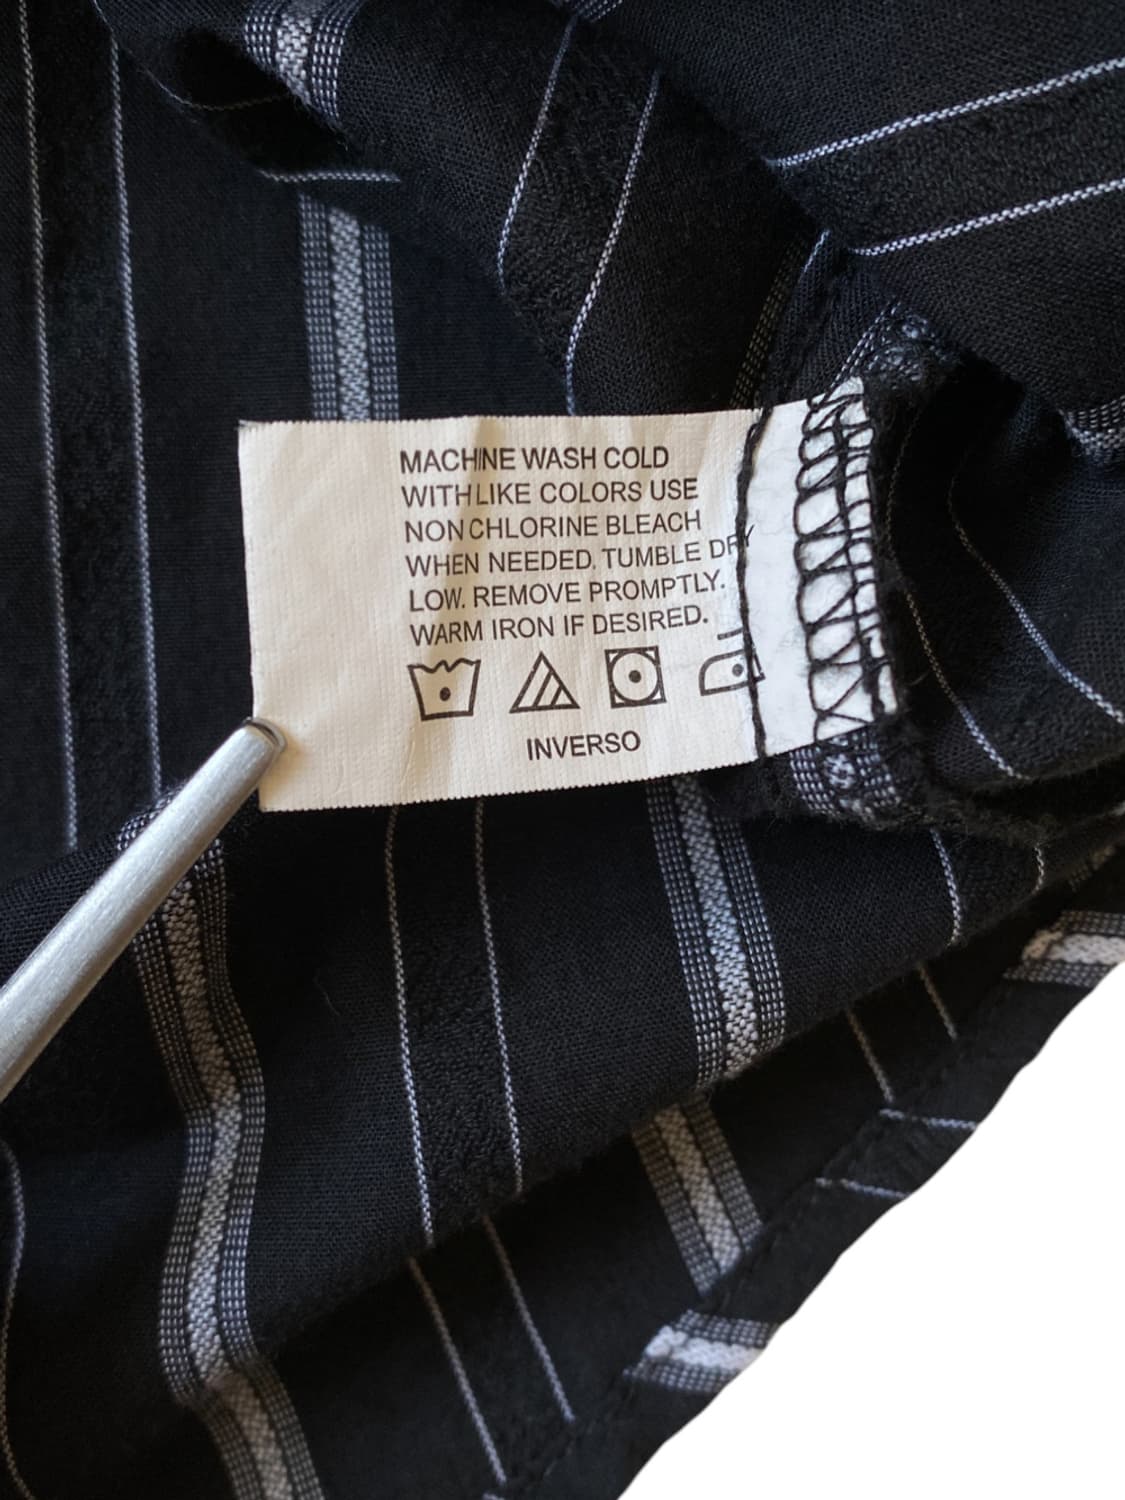 MACHINE WASH COLD
WITH LIKE COLORS USE
NON CHLORINE BLEACH
WHEN NEEDED. TUMBLE DRY
LOW. REMOVE PROMPTLY.
WARM IRON IF DESIRED.
INVERSO